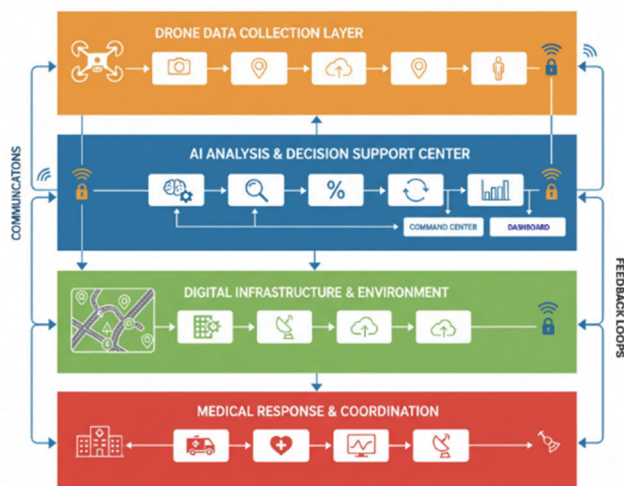 DRONE DATA COLLECTION LAYER
COMMUNCATONS
AI ANALYSIS & DECISION SUPPORT CENTER
%
COMMAND CENTER
DASHBOARD
DIGITAL INFRASTRUCTURE & ENVIRONMENT
FEEDBACK LOOPS
MEDICAL RESPONSE & COORDINATION